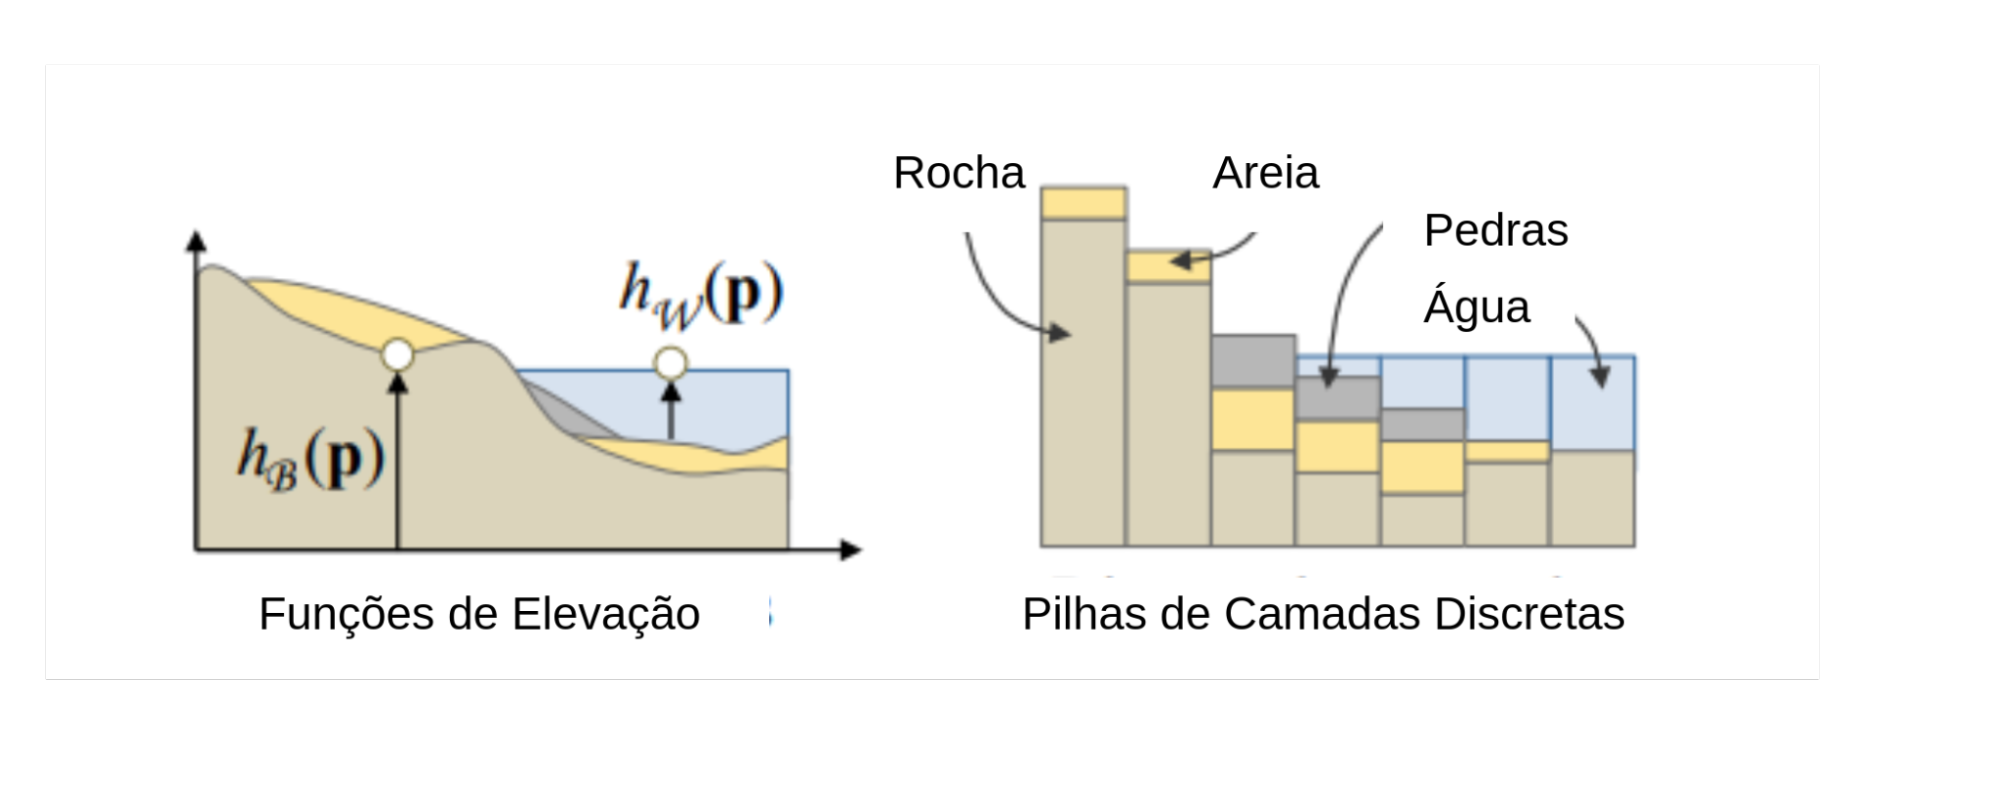 Rocha
Areia
Pedras
Água
h𝒲(p)
hℬ(p)
Funções de Elevação
Pilhas de Camadas Discretas